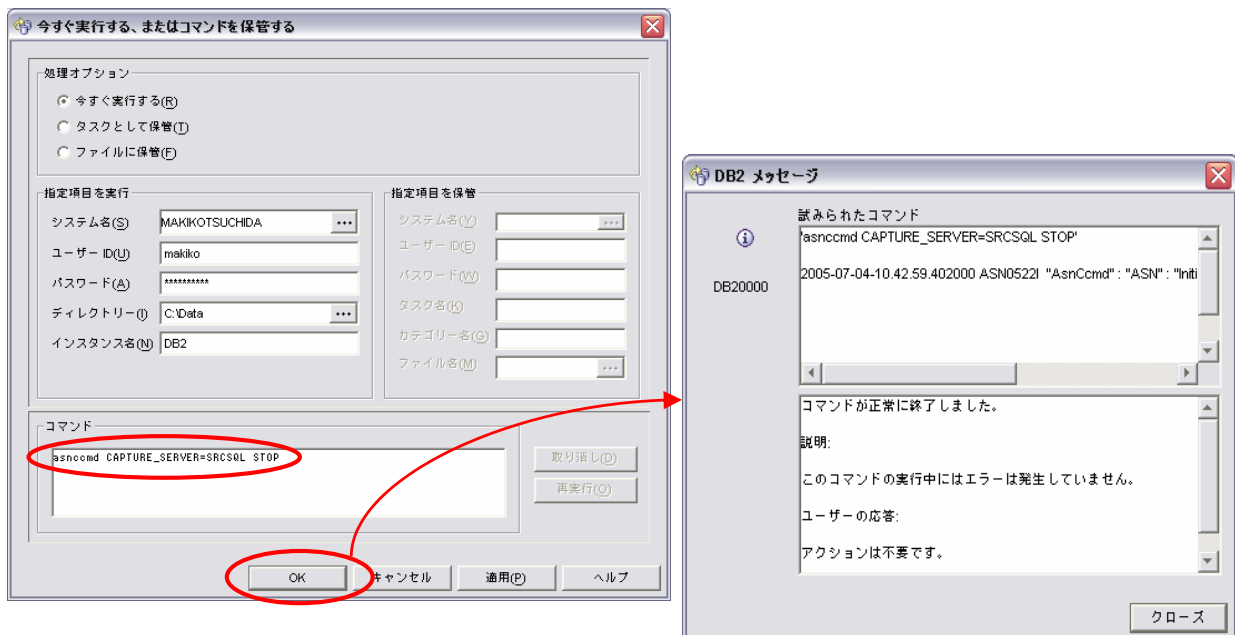 今すぐ実行する、またはコマンドを保管する
処理オプション
今すぐ実行する(R)
タスクとして保管(T)
ファイルに保管(F)
指定項目を実行
システム名(S) MAKIKOTSUCHIDA ...
ユーザー ID(U) makiko
パスワード(A) **********
ディレクトリー(I) C:\Data ...
インスタンス名(N) DB2
指定項目を保管
システム名(Y) ...
ユーザー ID(E)
パスワード(W)
タスク名(K)
カテゴリー名(G)
ファイル名(M) ...
コマンド
asnccmd CAPTURE_SERVER=SRCSQL STOP
取り消し(D)
再実行(O)
OK
キャンセル
適用(P)
ヘルプ
DB2 メッセージ
DB20000
試みられたコマンド
'asnccmd CAPTURE_SERVER=SRCSQL STOP'
2005-07-04-10.42.59.402000 ASN0522I "AsnCcmd" : "ASN" : "Initi
コマンドが正常に終了しました。
説明:
このコマンドの実行中にはエラーは発生していません。
ユーザーの応答:
アクションは不要です。
クローズ